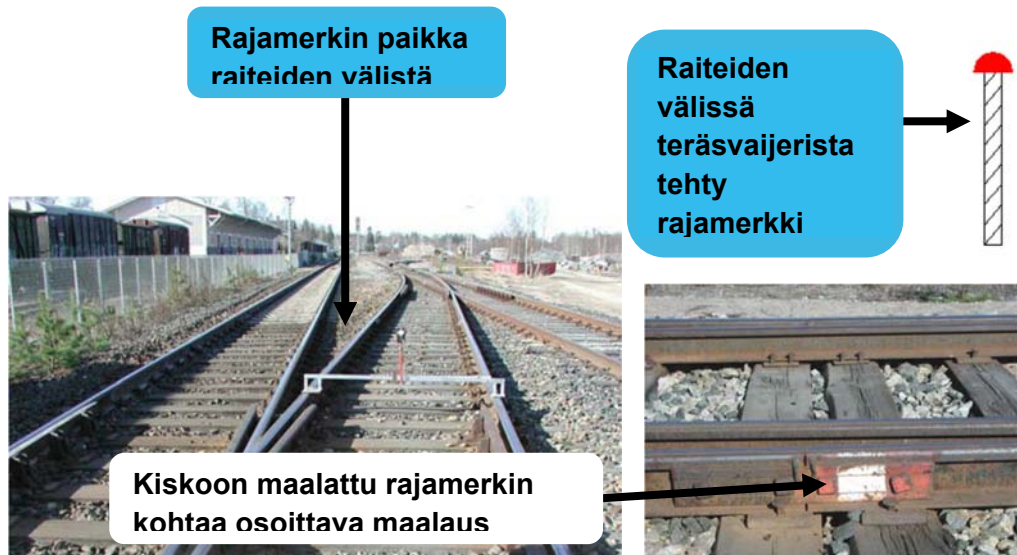 Rajamerkin paikka
raiteiden välistä
Raiteiden
välissä
teräsvaijerista
tehty
rajamerkki
Kiskoon maalattu rajamerkin
kohtaa osoittava maalaus